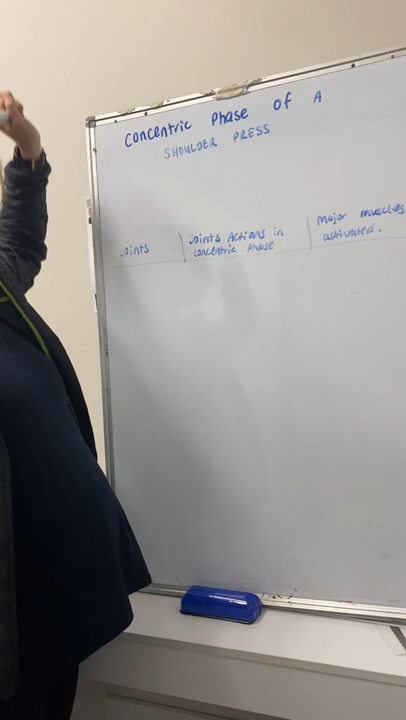 Concentric Phase of A
SHOULDER PRESS
Joints
Joints Actions in
concentric Phase
Major muscles
activated.